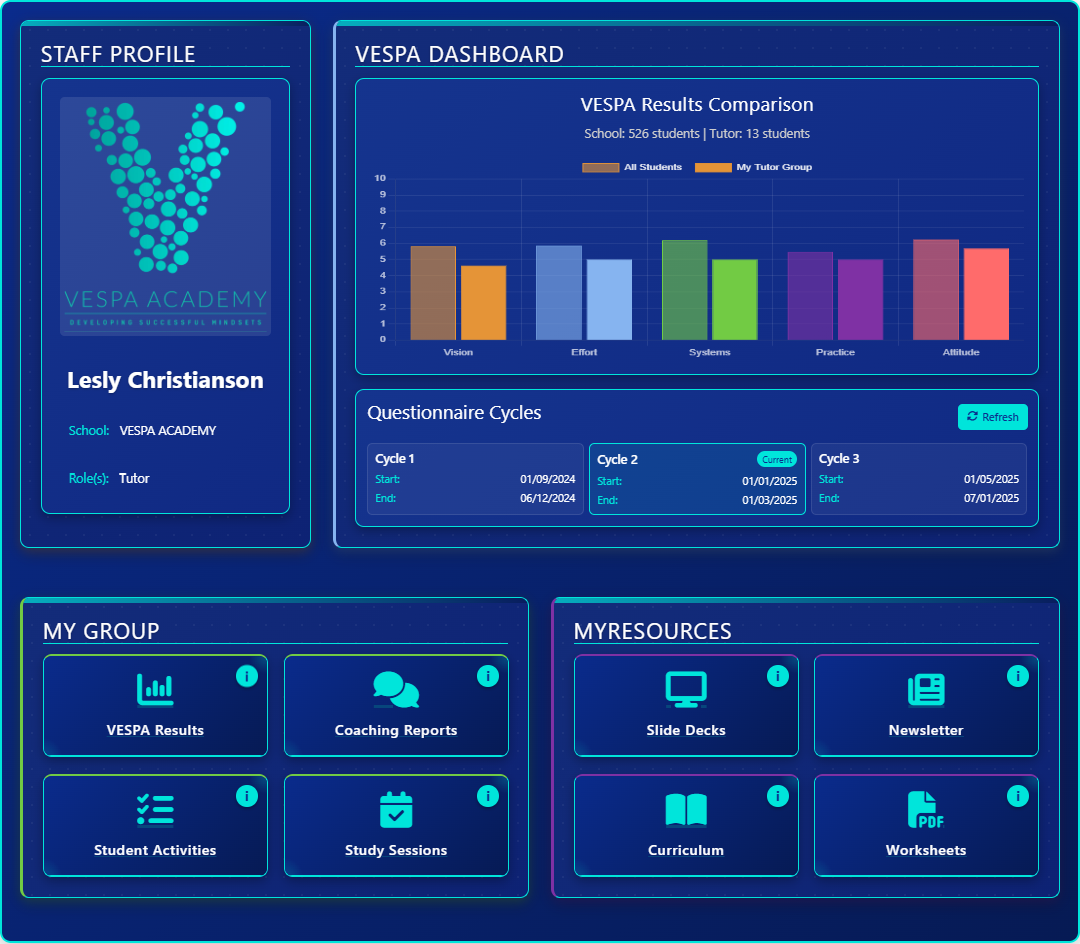 STAFF PROFILE
VESPA ACADEMY
DEVELOPING SUCCESSFUL MINDSETS
Lesly Christianson
School: VESPA ACADEMY
Role(s): Tutor
VESPA DASHBOARD
VESPA Results Comparison
School: 526 students | Tutor: 13 students
All Students My Tutor Group
10
9
8
7
6
5
4
3
2
1
0
Vision Effort Systems Practice Attitude
Questionnaire Cycles
Refresh
Cycle 1
Start: 01/09/2024
End: 06/12/2024
Cycle 2 Current
Start: 01/01/2025
End: 01/03/2025
Cycle 3
Start: 01/05/2025
End: 07/01/2025
MY GROUP
i
VESPA Results
i
Coaching Reports
i
Student Activities
i
Study Sessions
MYRESOURCES
i
Slide Decks
i
Newsletter
i
Curriculum
i
PDF
Worksheets